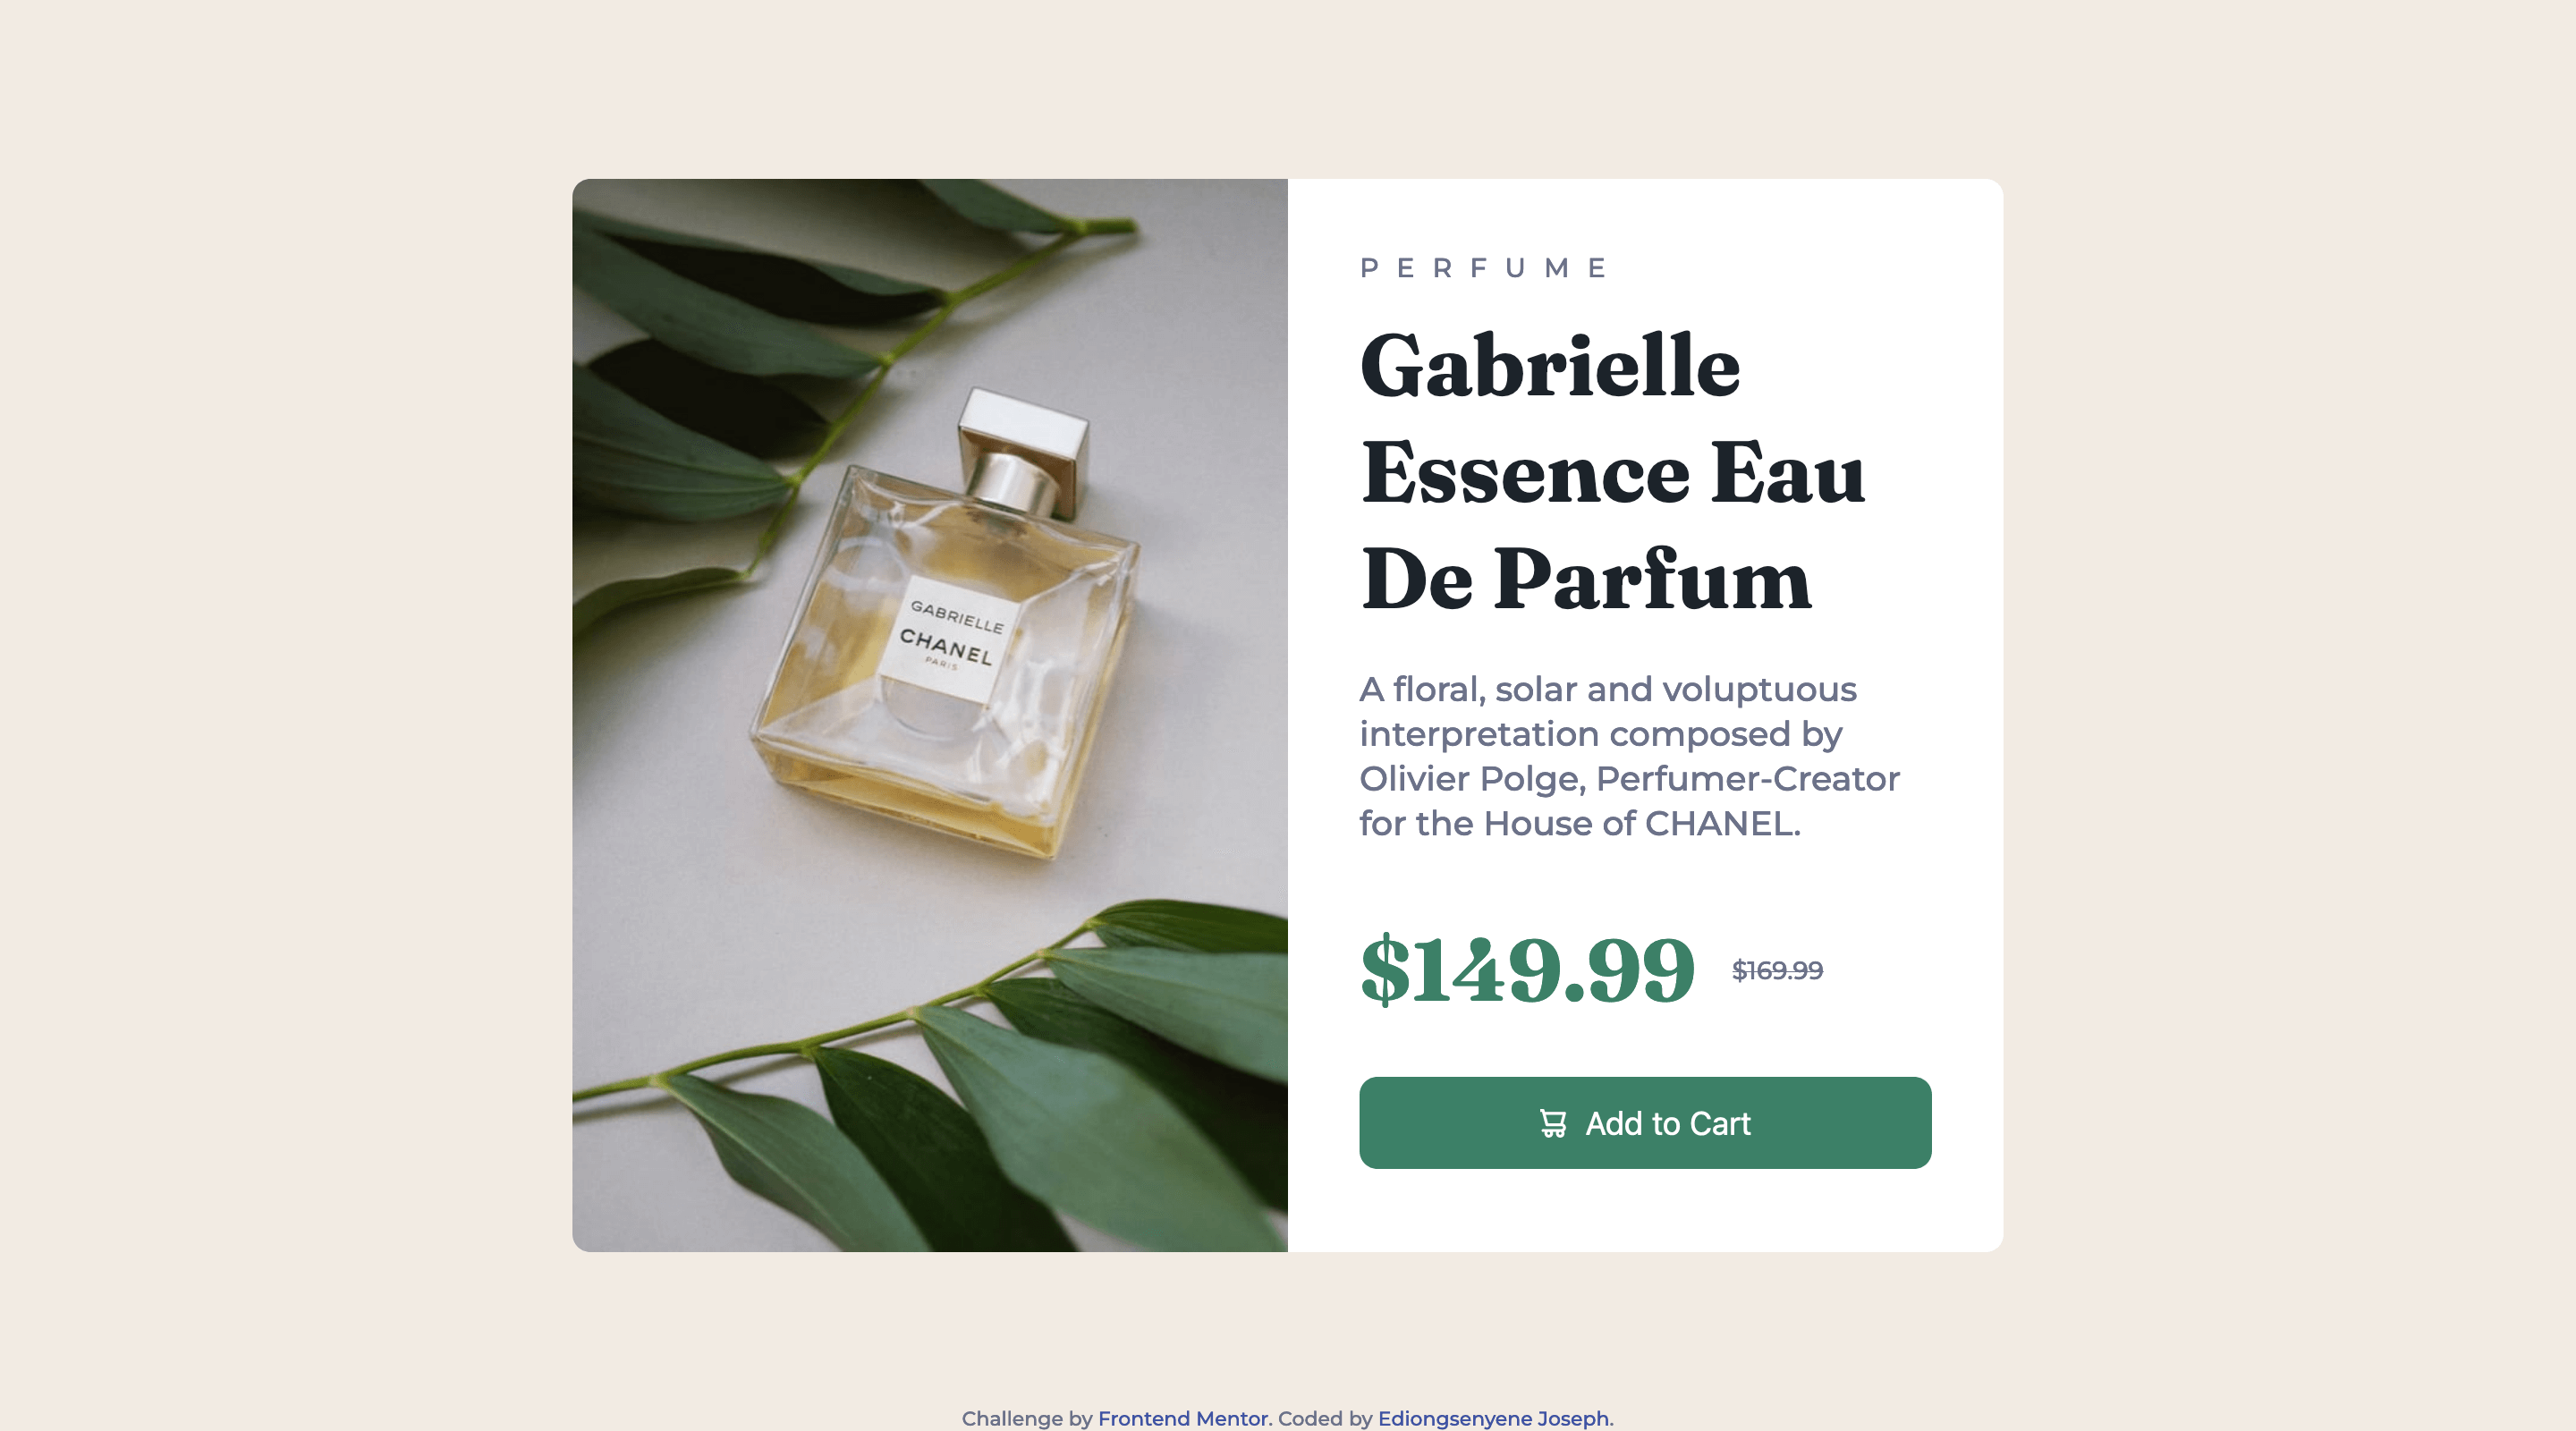 PERFUME
Gabrielle
Essence Eau
De Parfum
A floral, solar and voluptuous
interpretation composed by
Olivier Polge, Perfumer-Creator
for the House of CHANEL.
$149.99 $169.99
Add to Cart
GABRIELLE
CHANEL
PARIS
Challenge by Frontend Mentor. Coded by Ediongsenyene Joseph.